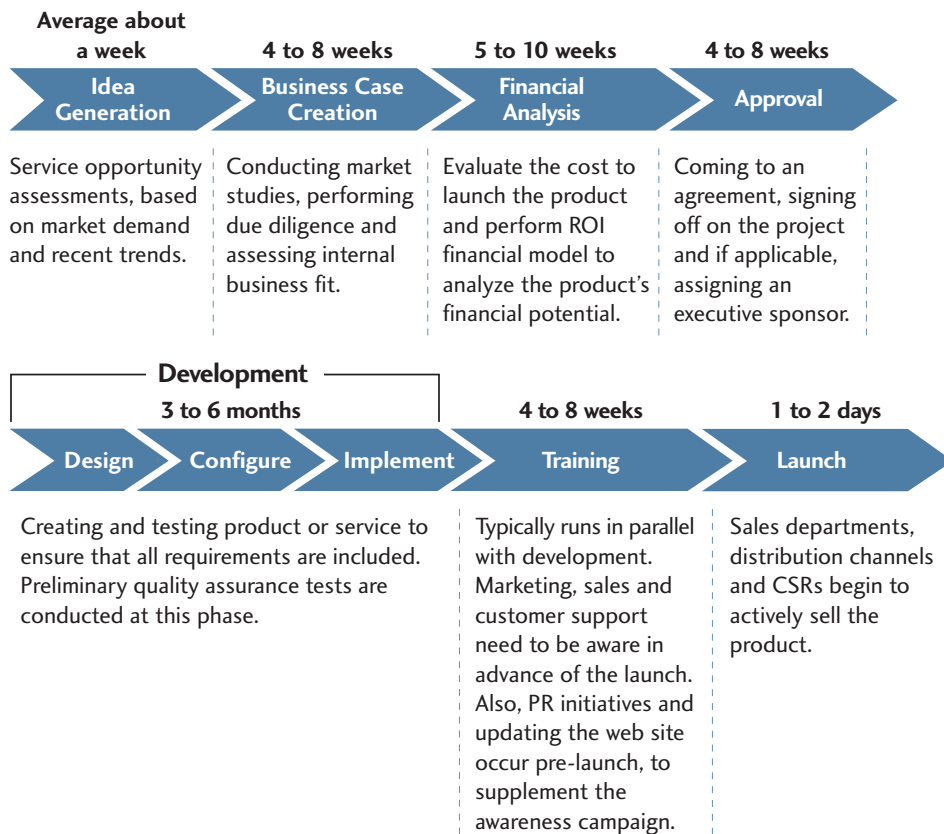 Average about
a week
4 to 8 weeks
5 to 10 weeks
4 to 8 weeks
Idea
Generation
Business Case
Creation
Financial
Analysis
Approval
Service opportunity
assessments, based
on market demand
and recent trends.
Conducting market
studies, performing
due diligence and
assessing internal
business fit.
Evaluate the cost to
launch the product
and perform ROI
financial model to
analyze the product's
financial potential.
Coming to an
agreement, signing
off on the project
and if applicable,
assigning an
executive sponsor.
Development
3 to 6 months
4 to 8 weeks
1 to 2 days
Design
Configure
Implement
Training
Launch
Creating and testing product or service to
ensure that all requirements are included.
Preliminary quality assurance tests are
conducted at this phase.
Typically runs in parallel
with development.
Marketing, sales and
customer support
need to be aware in
advance of the launch.
Also, PR initiatives and
updating the web site
occur pre-launch, to
supplement the
awareness campaign.
Sales departments,
distribution channels
and CSRs begin to
actively sell the
product.